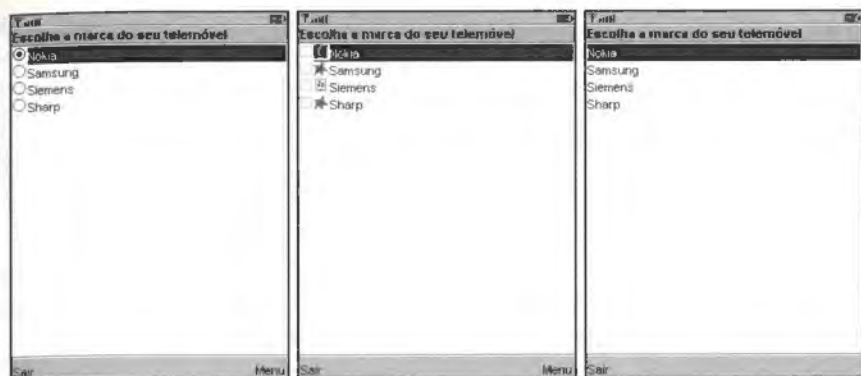 Escolha a marca do seu telemóvel
Nokia
Samsung
Siemens
Sharp
Sair
Menu
Escolha a marca do seu telemóvel
Nokia
Samsung
Siemens
Sharp
Sair
Menu
Escolha a marca do seu telemóvel
Nokia
Samsung
Siemens
Sharp
Sair